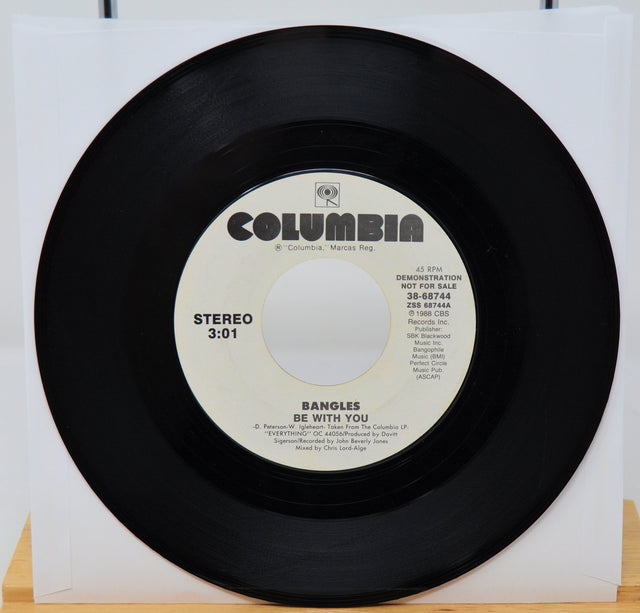 COLUMBIA
® "Columbia," Marcas Reg.
45 RPM
DEMONSTRATION
NOT FOR SALE
38-68744
ZSS 68744A
℗ 1988 CBS
Records Inc.
Publisher:
SBK Blackwood
Music Inc.
Bangophile
Music (BMI)
Perfect Circle
Music Pub.
(ASCAP)
STEREO
3:01
BANGLES
BE WITH YOU
-D. Peterson-W. Igleheart- Taken From The Columbia LP:
"EVERYTHING" OC 44056/Produced by Davitt
Sigerson/Recorded by John Beverly Jones
Mixed by Chris Lord-Alge